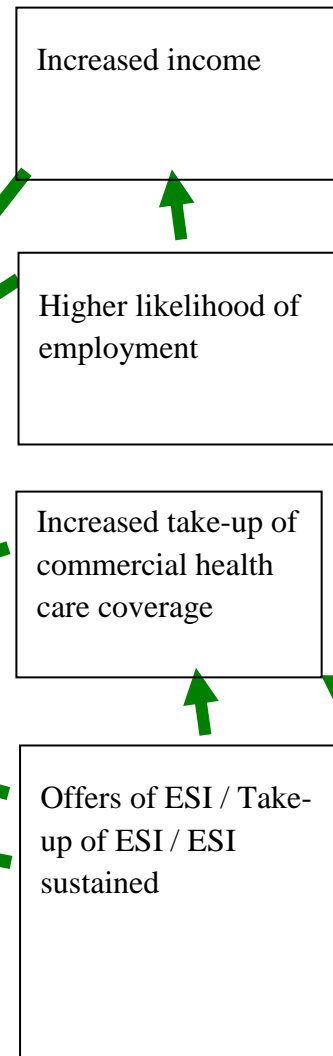 Increased income
Higher likelihood of
employment
Increased take-up of
commercial health
care coverage
Offers of ESI / Take-
up of ESI / ESI
sustained